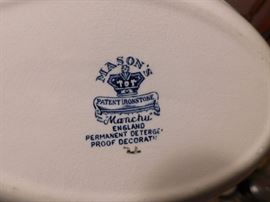 MASON'S
PATENT IRONSTONE
"Manchu"
ENGLAND
PERMANENT DETERGE
PROOF DECORATI